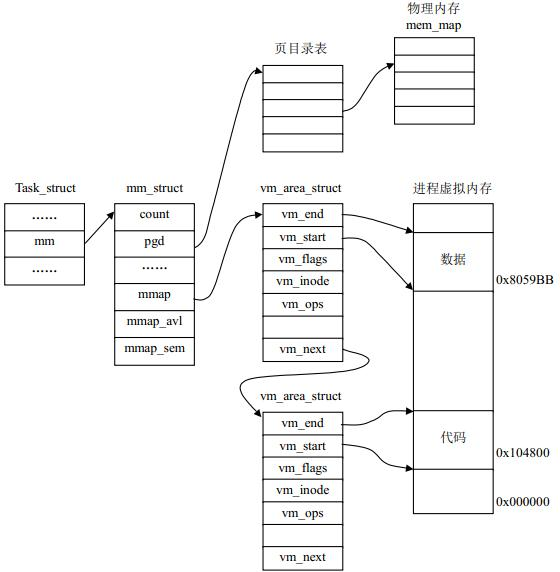 物理内存
mem_map
页目录表
Task_struct
……
mm
……
mm_struct
count
pgd
……
mmap
mmap_avl
mmap_sem
vm_area_struct
vm_end
vm_start
vm_flags
vm_inode
vm_ops
vm_next
vm_area_struct
vm_end
vm_start
vm_flags
vm_inode
vm_ops
vm_next
进程虚拟内存
数据
0x8059BB
代码
0x104800
0x000000